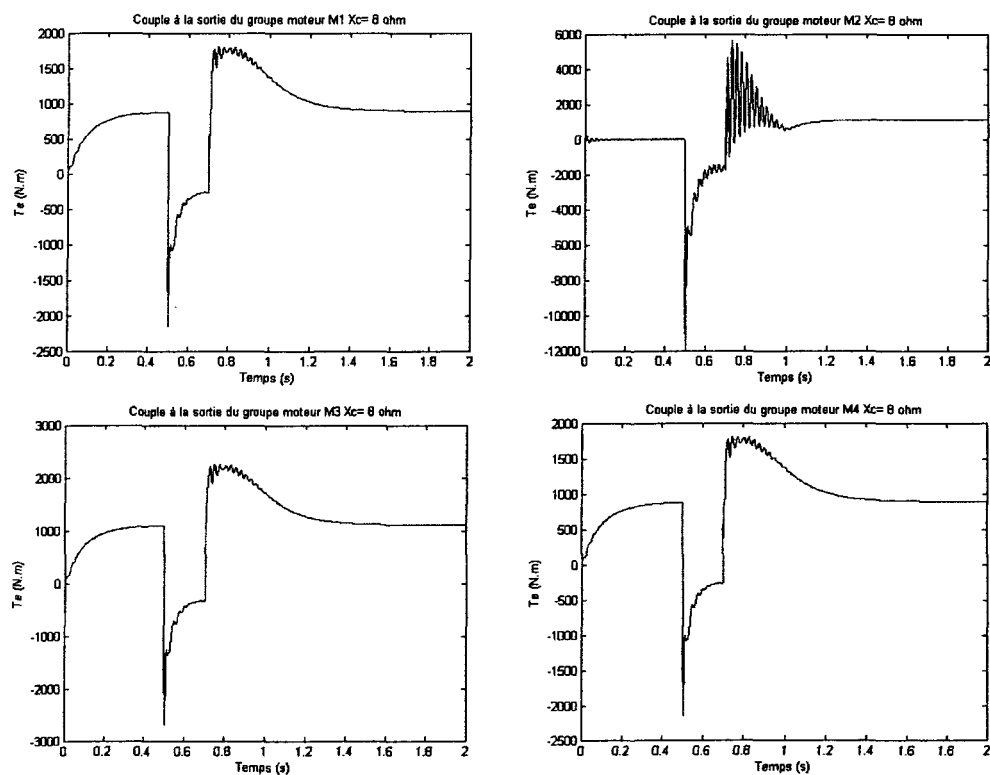 Couple à la sortie du groupe moteur M1 Xc= 8 ohm
2000
1500
1000
500
0
-500
-1000
-1500
-2000
-2500
Te (N.m)
0 0.2 0.4 0.6 0.8 1 1.2 1.4 1.6 1.8 2
Temps (s)
Couple à la sortie du groupe moteur M2 Xc= 8 ohm
6000
4000
2000
0
-2000
-4000
-6000
-8000
-10000
-12000
Te (N.m)
0 0.2 0.4 0.6 0.8 1 1.2 1.4 1.6 1.8 2
Temps (s)
Couple à la sortie du groupe moteur M3 Xc= 8 ohm
3000
2000
1000
0
-1000
-2000
-3000
Te (N.m)
0 0.2 0.4 0.6 0.8 1 1.2 1.4 1.6 1.8 2
Temps (s)
Couple à la sortie du groupe moteur M4 Xc= 8 ohm
2000
1500
1000
500
0
-500
-1000
-1500
-2000
-2500
Te (N.m)
0 0.2 0.4 0.6 0.8 1 1.2 1.4 1.6 1.8 2
Temps (s)